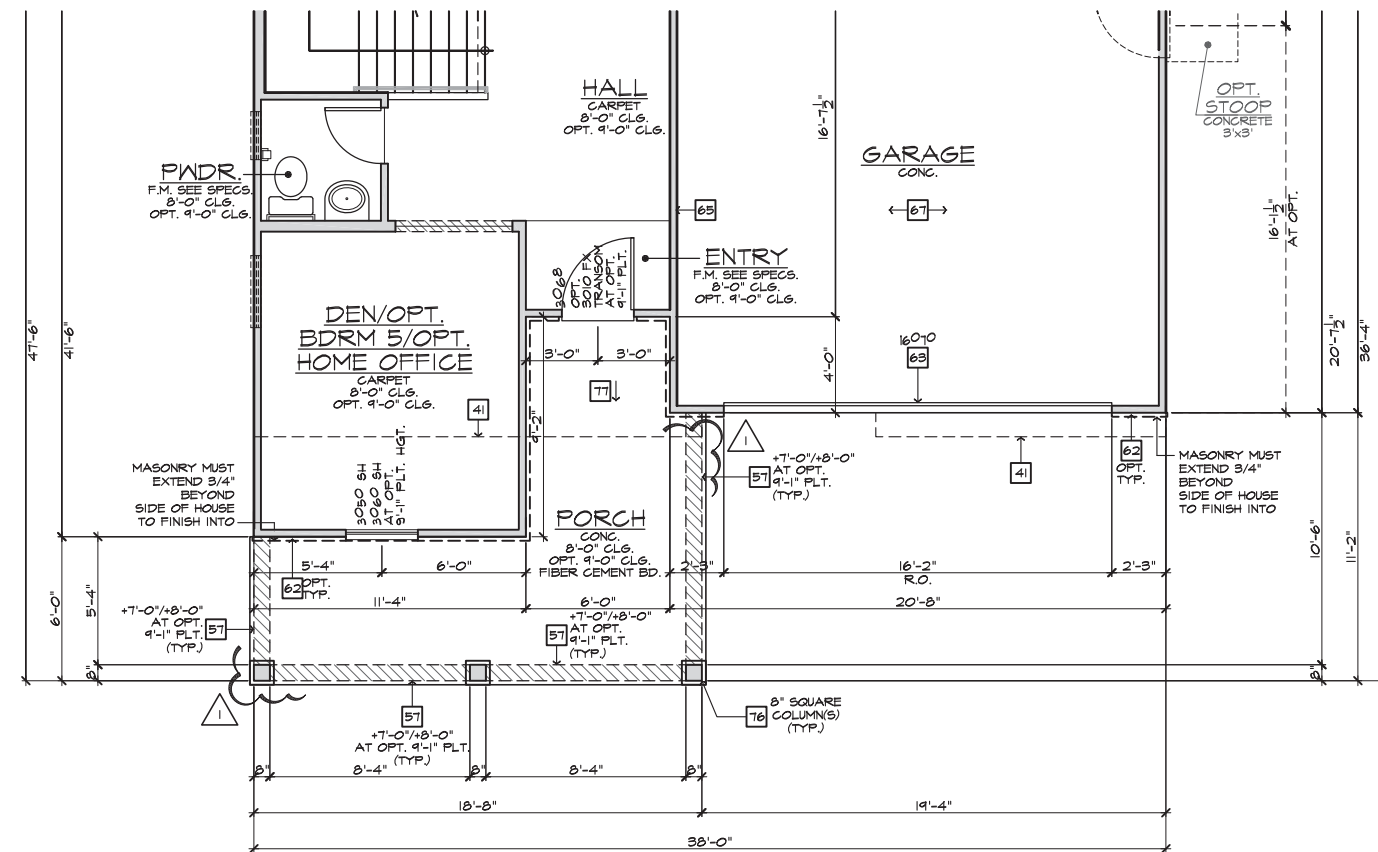 HALL
CARPET
8'-0" CLG.
OPT. 9'-0" CLG.
16'-7½"
GARAGE
CONC.
OPT.
STOOP
CONCRETE
3'x3'
PWDR.
F.M. SEE SPECS.
8'-0" CLG.
OPT. 9'-0" CLG.
65
67
16'-1½"
AT OPT.
ENTRY
F.M. SEE SPECS.
8'-0" CLG.
OPT. 9'-0" CLG.
3068
OPT.
3010 FX
TRANSOM
AT OPT.
9'-1" PLT.
47'-6"
41'-6"
DEN/OPT.
BDRM 5/OPT.
HOME OFFICE
CARPET
8'-0" CLG.
OPT. 9'-0" CLG.
3'-0"
3'-0"
77
16070
63
4'-0"
20'-7½"
36'-4"
41
9'-2"
3050 SH
3060 SH
AT OPT.
9'-1" PLT. HGT.
MASONRY MUST
EXTEND 3/4"
BEYOND
SIDE OF HOUSE
TO FINISH INTO
1
57
+7'-0"/+8'-0"
AT OPT.
9'-1" PLT.
(TYP.)
41
62
OPT.
TYP.
MASONRY MUST
EXTEND 3/4"
BEYOND
SIDE OF HOUSE
TO FINISH INTO
PORCH
CONC.
8'-0" CLG.
OPT. 9'-0" CLG.
FIBER CEMENT BD.
5'-4"
6'-0"
2'-3"
16'-2"
R.O.
2'-3"
62
OPT.
TYP.
11'-4"
6'-0"
20'-8"
10'-6"
11'-2"
6'-0"
5'-4"
8"
+7'-0"/+8'-0"
AT OPT.
9'-1" PLT.
(TYP.)
57
+7'-0"/+8'-0"
AT OPT.
9'-1" PLT.
(TYP.)
57
8"
1
57
+7'-0"/+8'-0"
AT OPT. 9'-1" PLT.
(TYP.)
76
8" SQUARE
COLUMN(S)
(TYP.)
8"
8'-4"
8"
8'-4"
8"
18'-8"
19'-4"
38'-0"